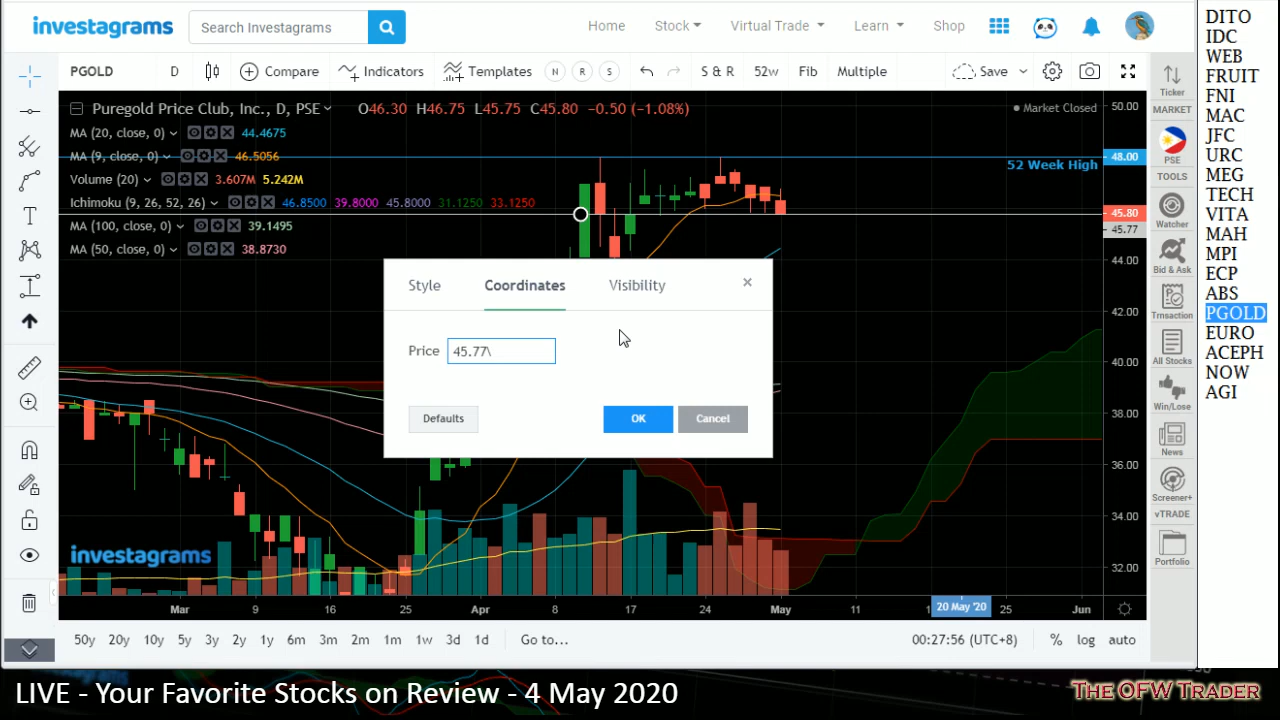 investagrams
Search Investagrams
Home
Stock
Virtual Trade
Learn
Shop
PGOLD
D
Compare
Indicators
Templates
N
R
S
S & R
52w
Fib
Multiple
Save
Puregold Price Club, Inc., D, PSE
O46.30 H46.75 L45.75 C45.80 -0.50 (-1.08%)
Market Closed
MA (20, close, 0) 44.4675
MA (9, close, 0) 46.5056
Volume (20) 3.607M 5.242M
Ichimoku (9, 26, 52, 26) 46.8500 39.8000 45.8000 31.1250 33.1250
MA (100, close, 0) 39.1495
MA (50, close, 0) 38.8730
52 Week High
50.00
48.00
45.80
45.77
44.00
42.00
40.00
38.00
36.00
34.00
32.00
Style
Coordinates
Visibility
Price
45.77\
Defaults
OK
Cancel
investagrams
Mar
9
16
25
Apr
8
17
24
May
11
1
20 May '20
25
Jun
50y
20y
10y
5y
3y
2y
1y
6m
3m
2m
1m
1w
3d
1d
Go to...
00:27:56 (UTC+8)
%
log
auto
Ticker
MARKET
PSE
TOOLS
Watcher
Bid & Ask
Trnsaction
All Stocks
Win/Lose
News
Screener+
vTRADE
Portfolio
DITO
IDC
WEB
FRUIT
FNI
MAC
JFC
URC
MEG
TECH
VITA
MAH
MPI
ECP
ABS
PGOLD
EURO
ACEPH
NOW
AGI
LIVE - Your Favorite Stocks on Review - 4 May 2020
THE OFW TRADER